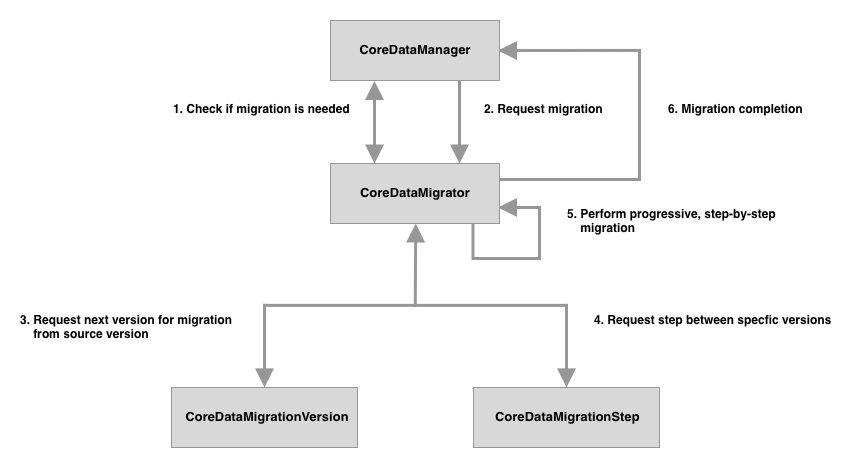 CoreDataManager
1. Check if migration is needed
2. Request migration
6. Migration completion
CoreDataMigrator
5. Perform progressive, step-by-step
migration
3. Request next version for migration
from source version
4. Request step between specfic versions
CoreDataMigrationVersion
CoreDataMigrationStep